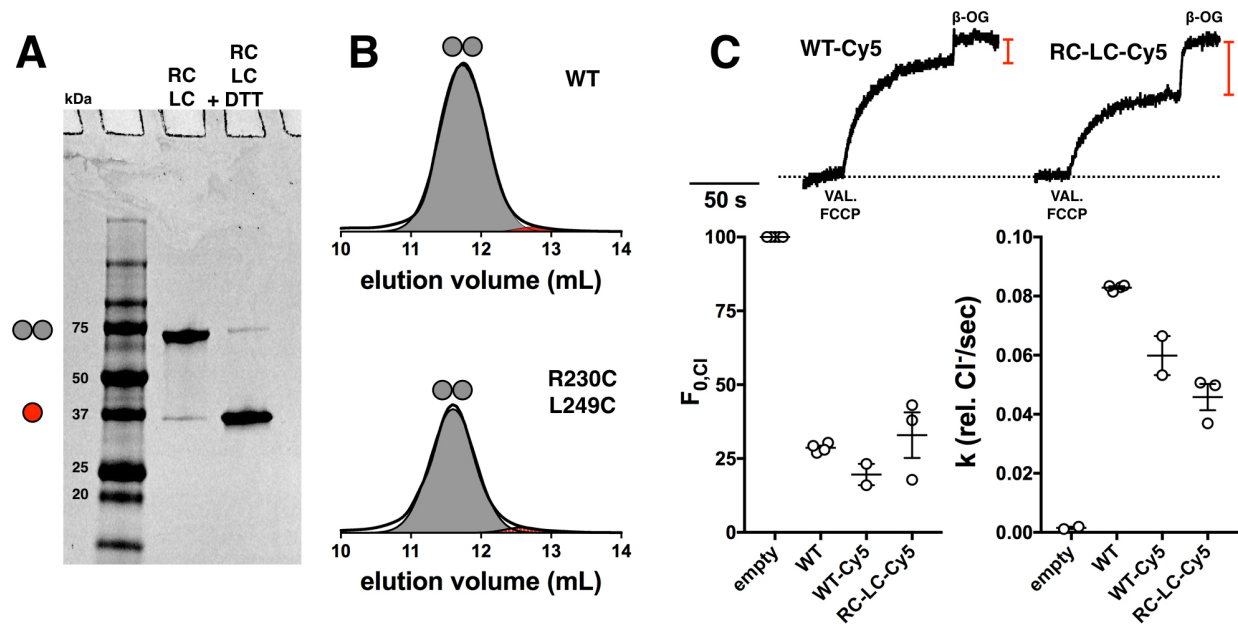 A
RC
LC
+
RC
LC
DTT
kDa
75
50
37
25
20
B
WT
10 11 12 13 14
elution volume (mL)
R230C
L249C
10 11 12 13 14
elution volume (mL)
C
WT-Cy5
β-OG
VAL.
FCCP
50 s
RC-LC-Cy5
β-OG
VAL.
FCCP
F0,Cl
100
75
50
25
0
empty
WT
WT-Cy5
RC-LC-Cy5
k (rel. Cl-/sec)
0.10
0.08
0.06
0.04
0.02
0.00
empty
WT
WT-Cy5
RC-LC-Cy5